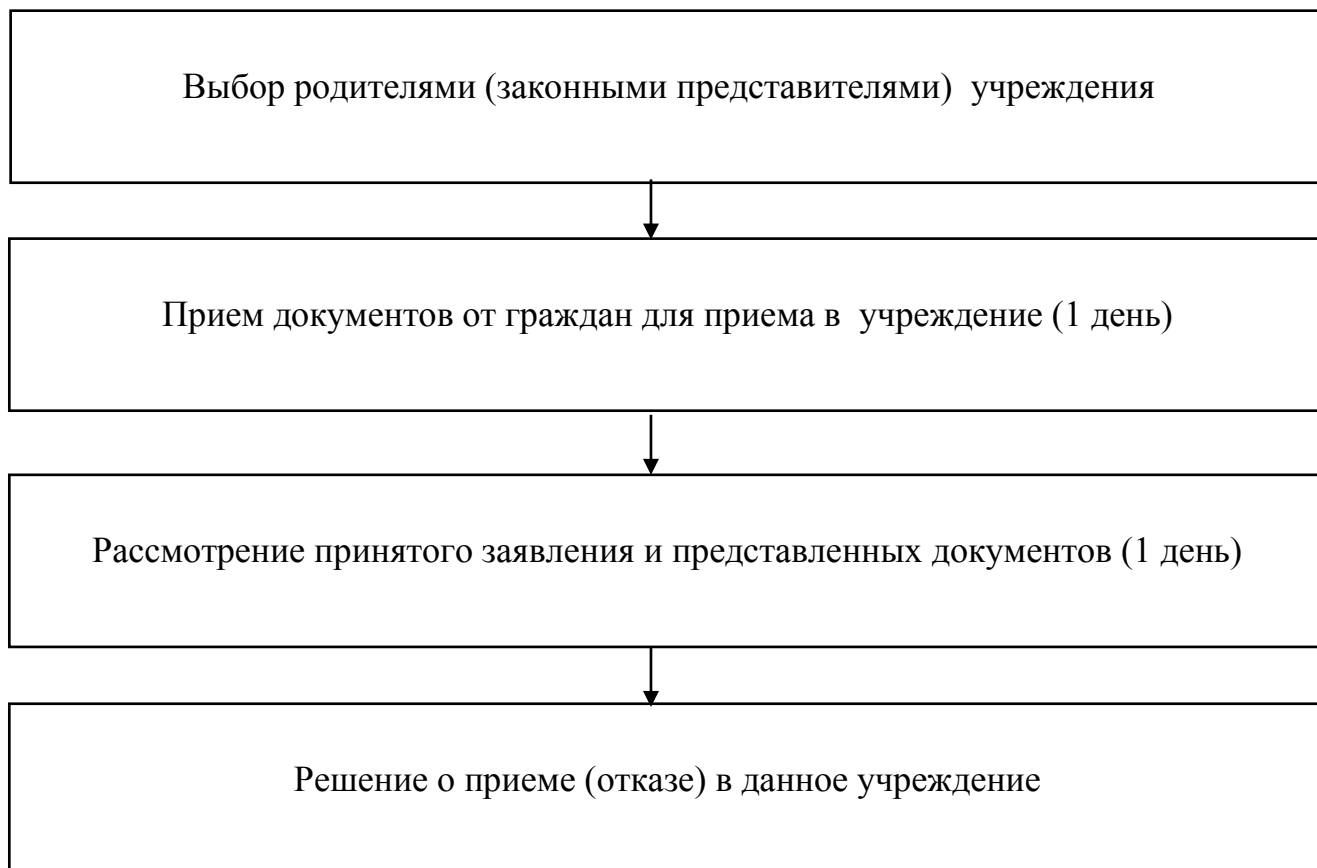 Выбор родителями (законными представителями)  учреждения
Прием документов от граждан для приема в  учреждение (1 день)
Рассмотрение принятого заявления и представленных документов (1 день)
Решение о приеме (отказе) в данное учреждение